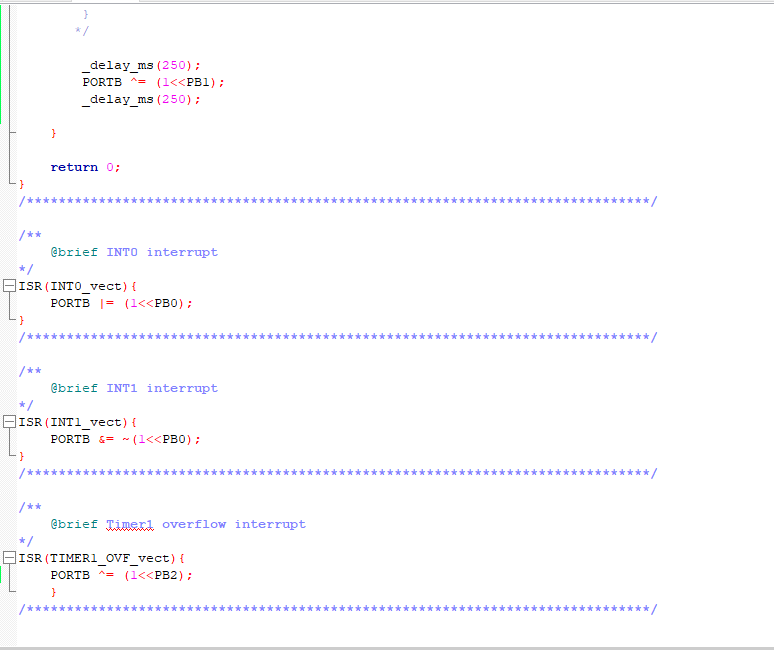 }
        */

        _delay_ms(250);
        PORTB ^= (1<<PB1);
        _delay_ms(250);

    }

    return 0;
}
/******************************************************************************/

/**
    @brief INT0 interrupt
*/
ISR(INT0_vect){
    PORTB |= (1<<PB0);
}
/******************************************************************************/

/**
    @brief INT1 interrupt
*/
ISR(INT1_vect){
    PORTB &= ~(1<<PB0);
}
/******************************************************************************/

/**
    @brief Timer1 overflow interrupt
*/
ISR(TIMER1_OVF_vect){
    PORTB ^= (1<<PB2);
    }
/******************************************************************************/